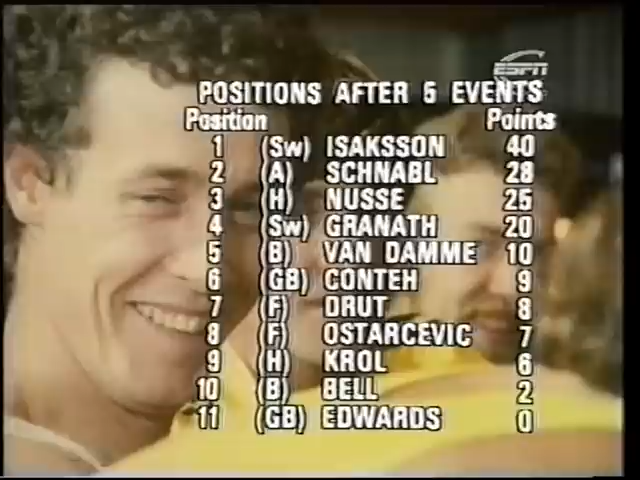 ESPN
POSITIONS AFTER 5 EVENTS
Position Points
1 (Sw) ISAKSSON 40
2 (A) SCHNABL 28
3 (H) NUSSE 25
4 (Sw) GRANATH 20
5 (B) VAN DAMME 10
6 (GB) CONTEH 9
7 (F) DRUT 8
8 (F) OSTARCEVIC 7
9 (H) KROL 6
10 (B) BELL 2
11 (GB) EDWARDS 0